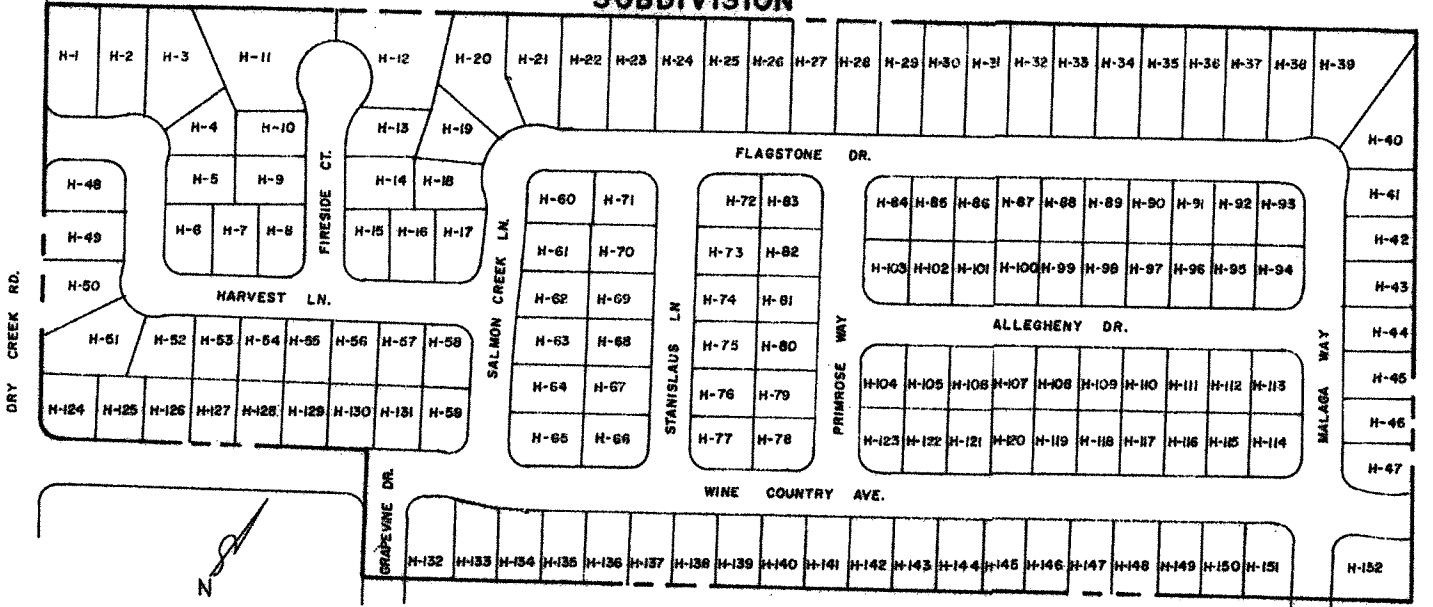 SUBDIVISION
H-1 H-2 H-3 H-11 H-12 H-20 H-21 H-22 H-23 H-24 H-25 H-26 H-27 H-28 H-29 H-30 H-31 H-32 H-33 H-34 H-35 H-36 H-37 H-38 H-39
H-4 H-10 H-13 H-19 H-40
FLAGSTONE DR.
H-48 H-5 H-9 FIRESIDE CT. H-14 H-18 H-60 H-71 H-72 H-83 H-84 H-85 H-86 H-87 H-88 H-89 H-90 H-91 H-92 H-93 H-41
H-49 H-6 H-7 H-8 H-15 H-16 H-17 H-61 H-70 H-73 H-82 H-42
H-103 H-102 H-101 H-100 H-99 H-98 H-97 H-96 H-95 H-94
H-50 H-62 H-69 H-74 H-81 H-43
HARVEST LN.
DRY CREEK RD.
SALMON CREEK LN.
STANISLAUS LN
PRIMROSE WAY
ALLEGHENY DR.
MALAGA WAY
H-51 H-52 H-53 H-54 H-55 H-56 H-57 H-58 H-63 H-68 H-75 H-80 H-44
H-64 H-67 H-76 H-79 H-104 H-105 H-106 H-107 H-108 H-109 H-110 H-111 H-112 H-113 H-45
H-124 H-125 H-126 H-127 H-128 H-129 H-130 H-131 H-59 H-46
H-65 H-66 H-77 H-78 H-123 H-122 H-121 H-120 H-119 H-118 H-117 H-116 H-115 H-114 H-47
WINE COUNTRY AVE.
GRAPEVINE DR.
H-132 H-133 H-134 H-135 H-136 H-137 H-138 H-139 H-140 H-141 H-142 H-143 H-144 H-145 H-146 H-147 H-148 H-149 H-150 H-151 H-152
N